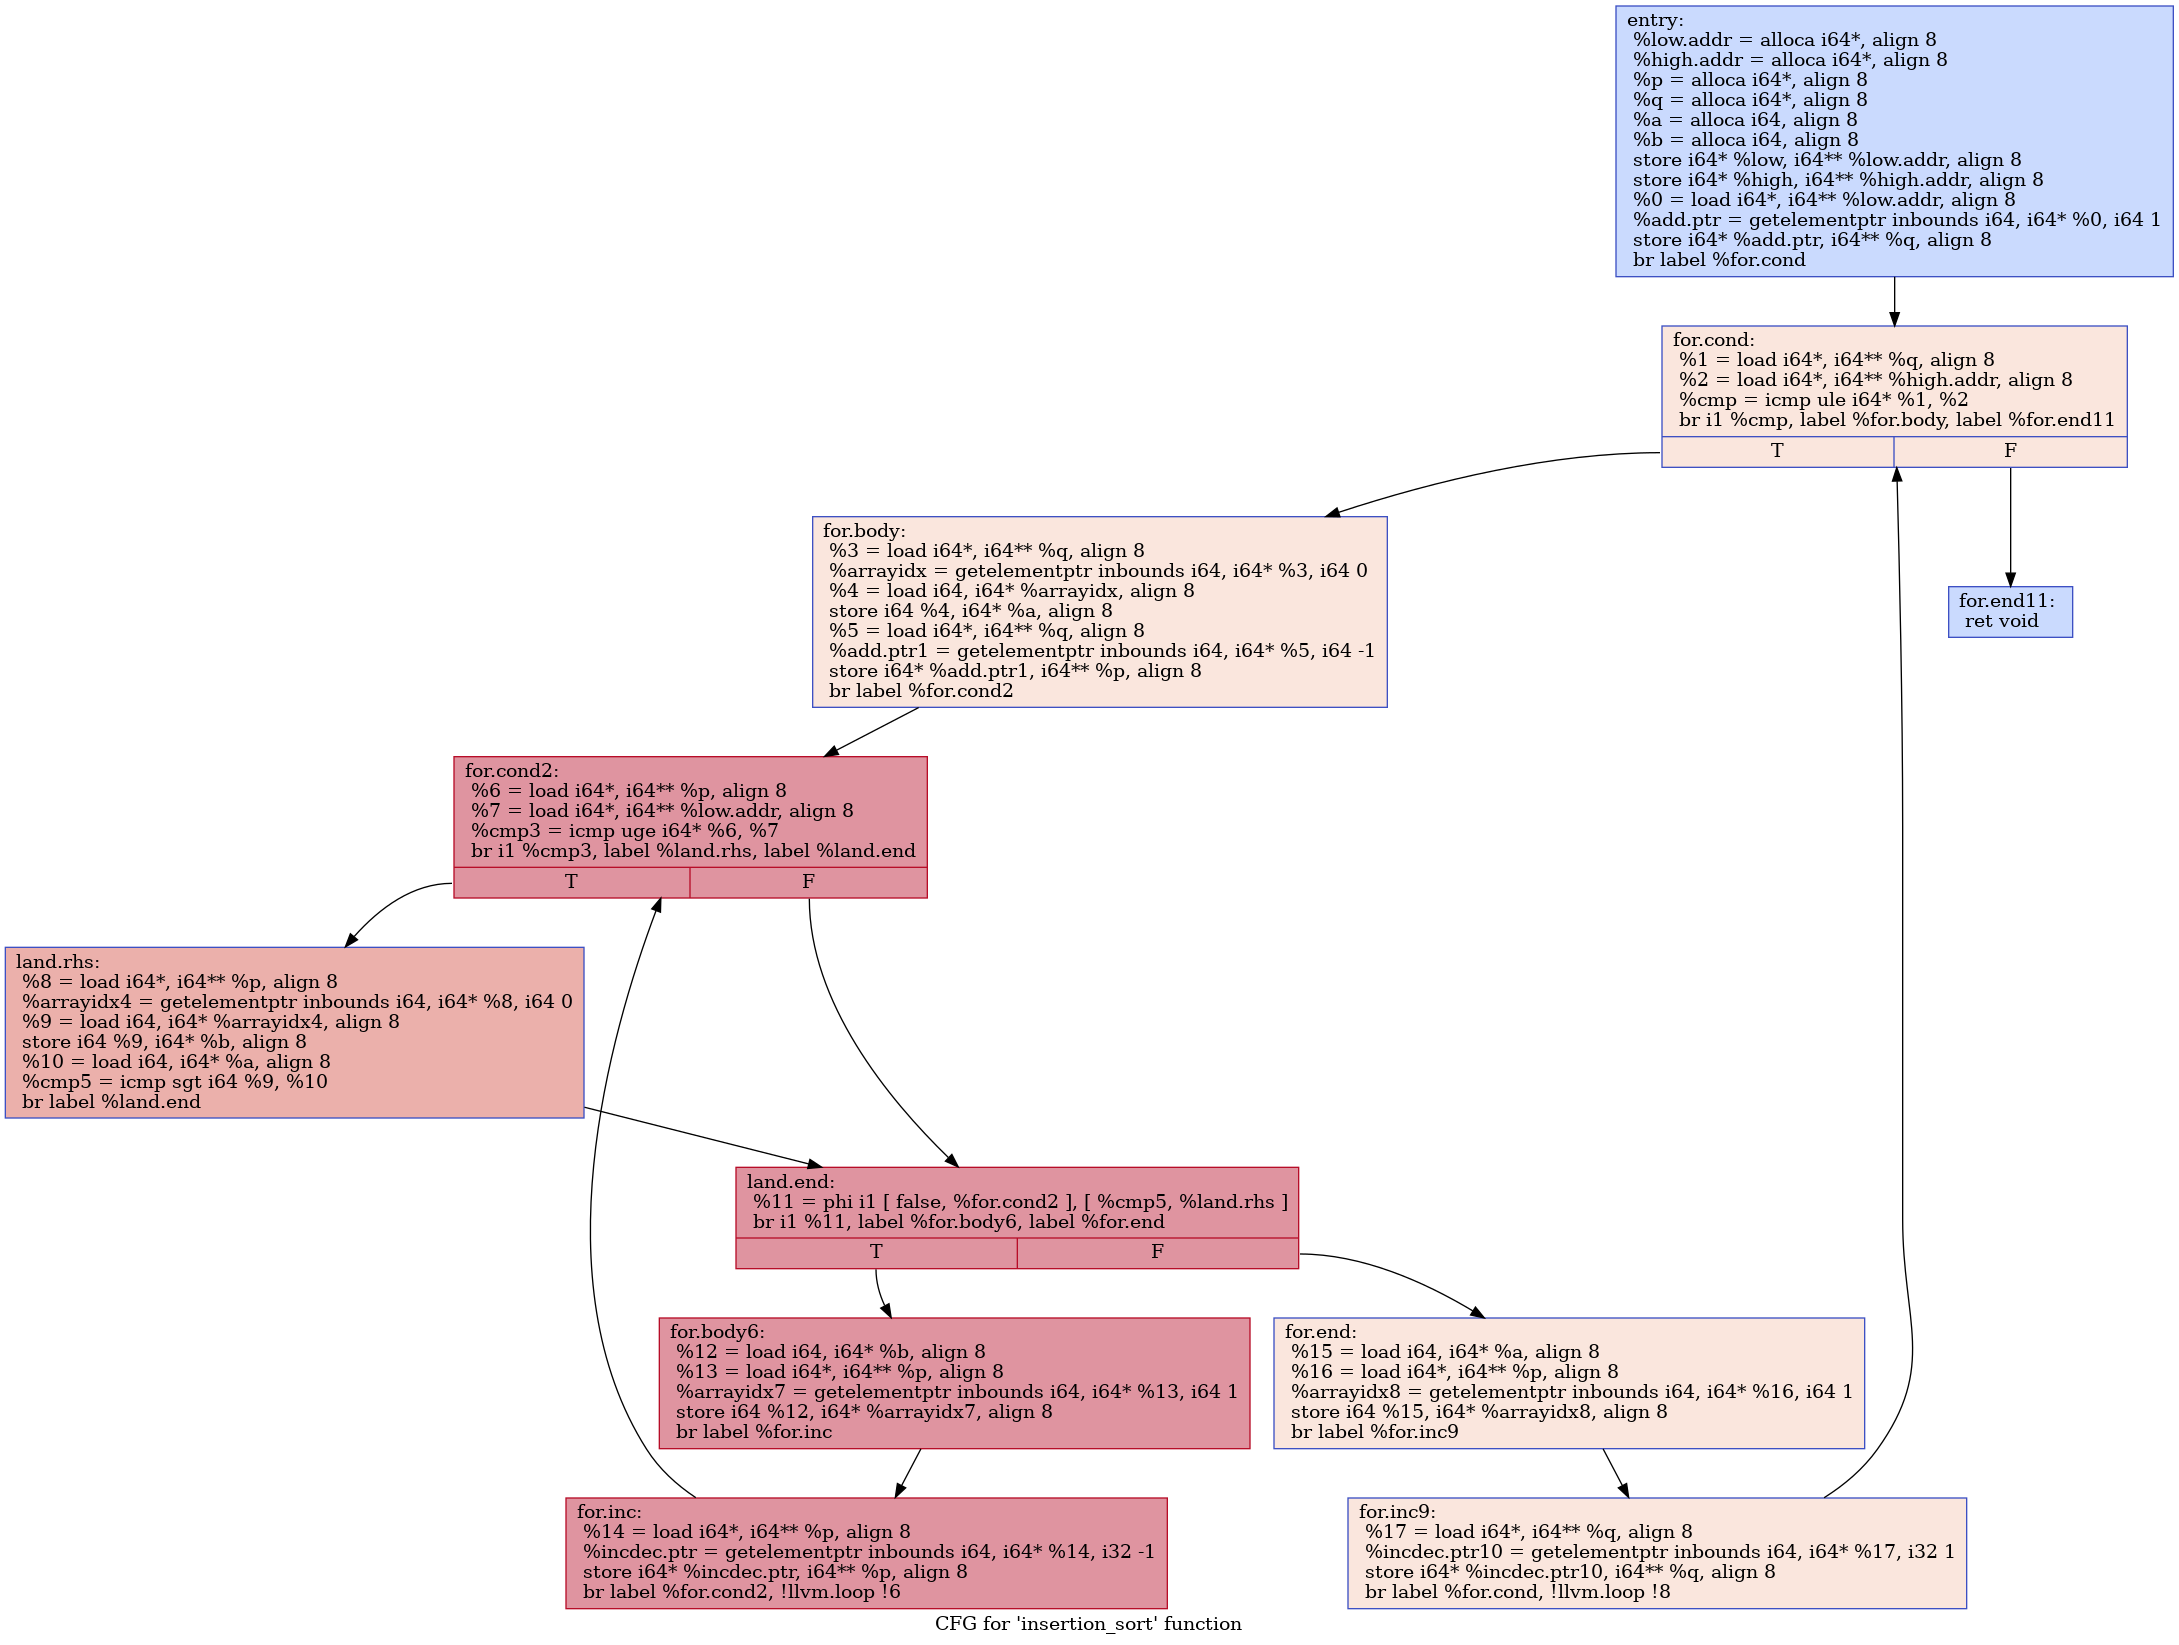 entry:
%low.addr = alloca i64*, align 8
%high.addr = alloca i64*, align 8
%p = alloca i64*, align 8
%q = alloca i64*, align 8
%a = alloca i64, align 8
%b = alloca i64, align 8
store i64* %low, i64** %low.addr, align 8
store i64* %high, i64** %high.addr, align 8
%0 = load i64*, i64** %low.addr, align 8
%add.ptr = getelementptr inbounds i64, i64* %0, i64 1
store i64* %add.ptr, i64** %q, align 8
br label %for.cond
for.cond:
%1 = load i64*, i64** %q, align 8
%2 = load i64*, i64** %high.addr, align 8
%cmp = icmp ule i64* %1, %2
br i1 %cmp, label %for.body, label %for.end11
T F
for.body:
%3 = load i64*, i64** %q, align 8
%arrayidx = getelementptr inbounds i64, i64* %3, i64 0
%4 = load i64, i64* %arrayidx, align 8
store i64 %4, i64* %a, align 8
%5 = load i64*, i64** %q, align 8
%add.ptr1 = getelementptr inbounds i64, i64* %5, i64 -1
store i64* %add.ptr1, i64** %p, align 8
br label %for.cond2
for.end11:
ret void
for.cond2:
%6 = load i64*, i64** %p, align 8
%7 = load i64*, i64** %low.addr, align 8
%cmp3 = icmp uge i64* %6, %7
br i1 %cmp3, label %land.rhs, label %land.end
T F
land.rhs:
%8 = load i64*, i64** %p, align 8
%arrayidx4 = getelementptr inbounds i64, i64* %8, i64 0
%9 = load i64, i64* %arrayidx4, align 8
store i64 %9, i64* %b, align 8
%10 = load i64, i64* %a, align 8
%cmp5 = icmp sgt i64 %9, %10
br label %land.end
land.end:
%11 = phi i1 [ false, %for.cond2 ], [ %cmp5, %land.rhs ]
br i1 %11, label %for.body6, label %for.end
T F
for.body6:
%12 = load i64, i64* %b, align 8
%13 = load i64*, i64** %p, align 8
%arrayidx7 = getelementptr inbounds i64, i64* %13, i64 1
store i64 %12, i64* %arrayidx7, align 8
br label %for.inc
for.end:
%15 = load i64, i64* %a, align 8
%16 = load i64*, i64** %p, align 8
%arrayidx8 = getelementptr inbounds i64, i64* %16, i64 1
store i64 %15, i64* %arrayidx8, align 8
br label %for.inc9
for.inc:
%14 = load i64*, i64** %p, align 8
%incdec.ptr = getelementptr inbounds i64, i64* %14, i32 -1
store i64* %incdec.ptr, i64** %p, align 8
br label %for.cond2, !llvm.loop !6
for.inc9:
%17 = load i64*, i64** %q, align 8
%incdec.ptr10 = getelementptr inbounds i64, i64* %17, i32 1
store i64* %incdec.ptr10, i64** %q, align 8
br label %for.cond, !llvm.loop !8
CFG for 'insertion_sort' function